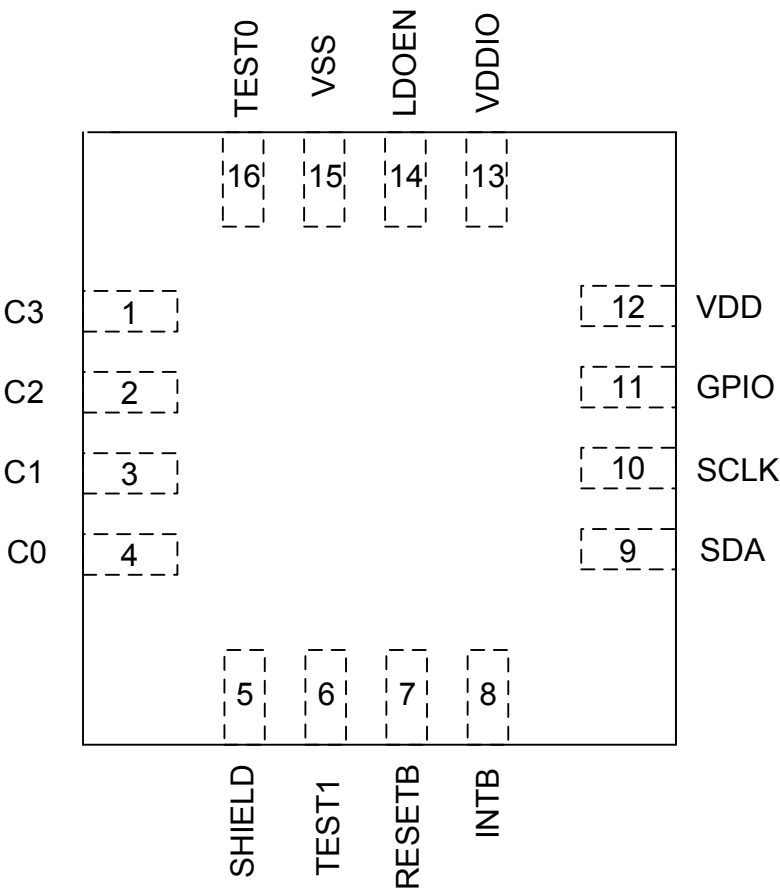 TEST0
VSS
LDOEN
VDDIO
16
15
14
13
C3
1
12
VDD
C2
2
11
GPIO
C1
3
10
SCLK
C0
4
9
SDA
5
6
7
8
SHIELD
TEST1
RESETB
INTB